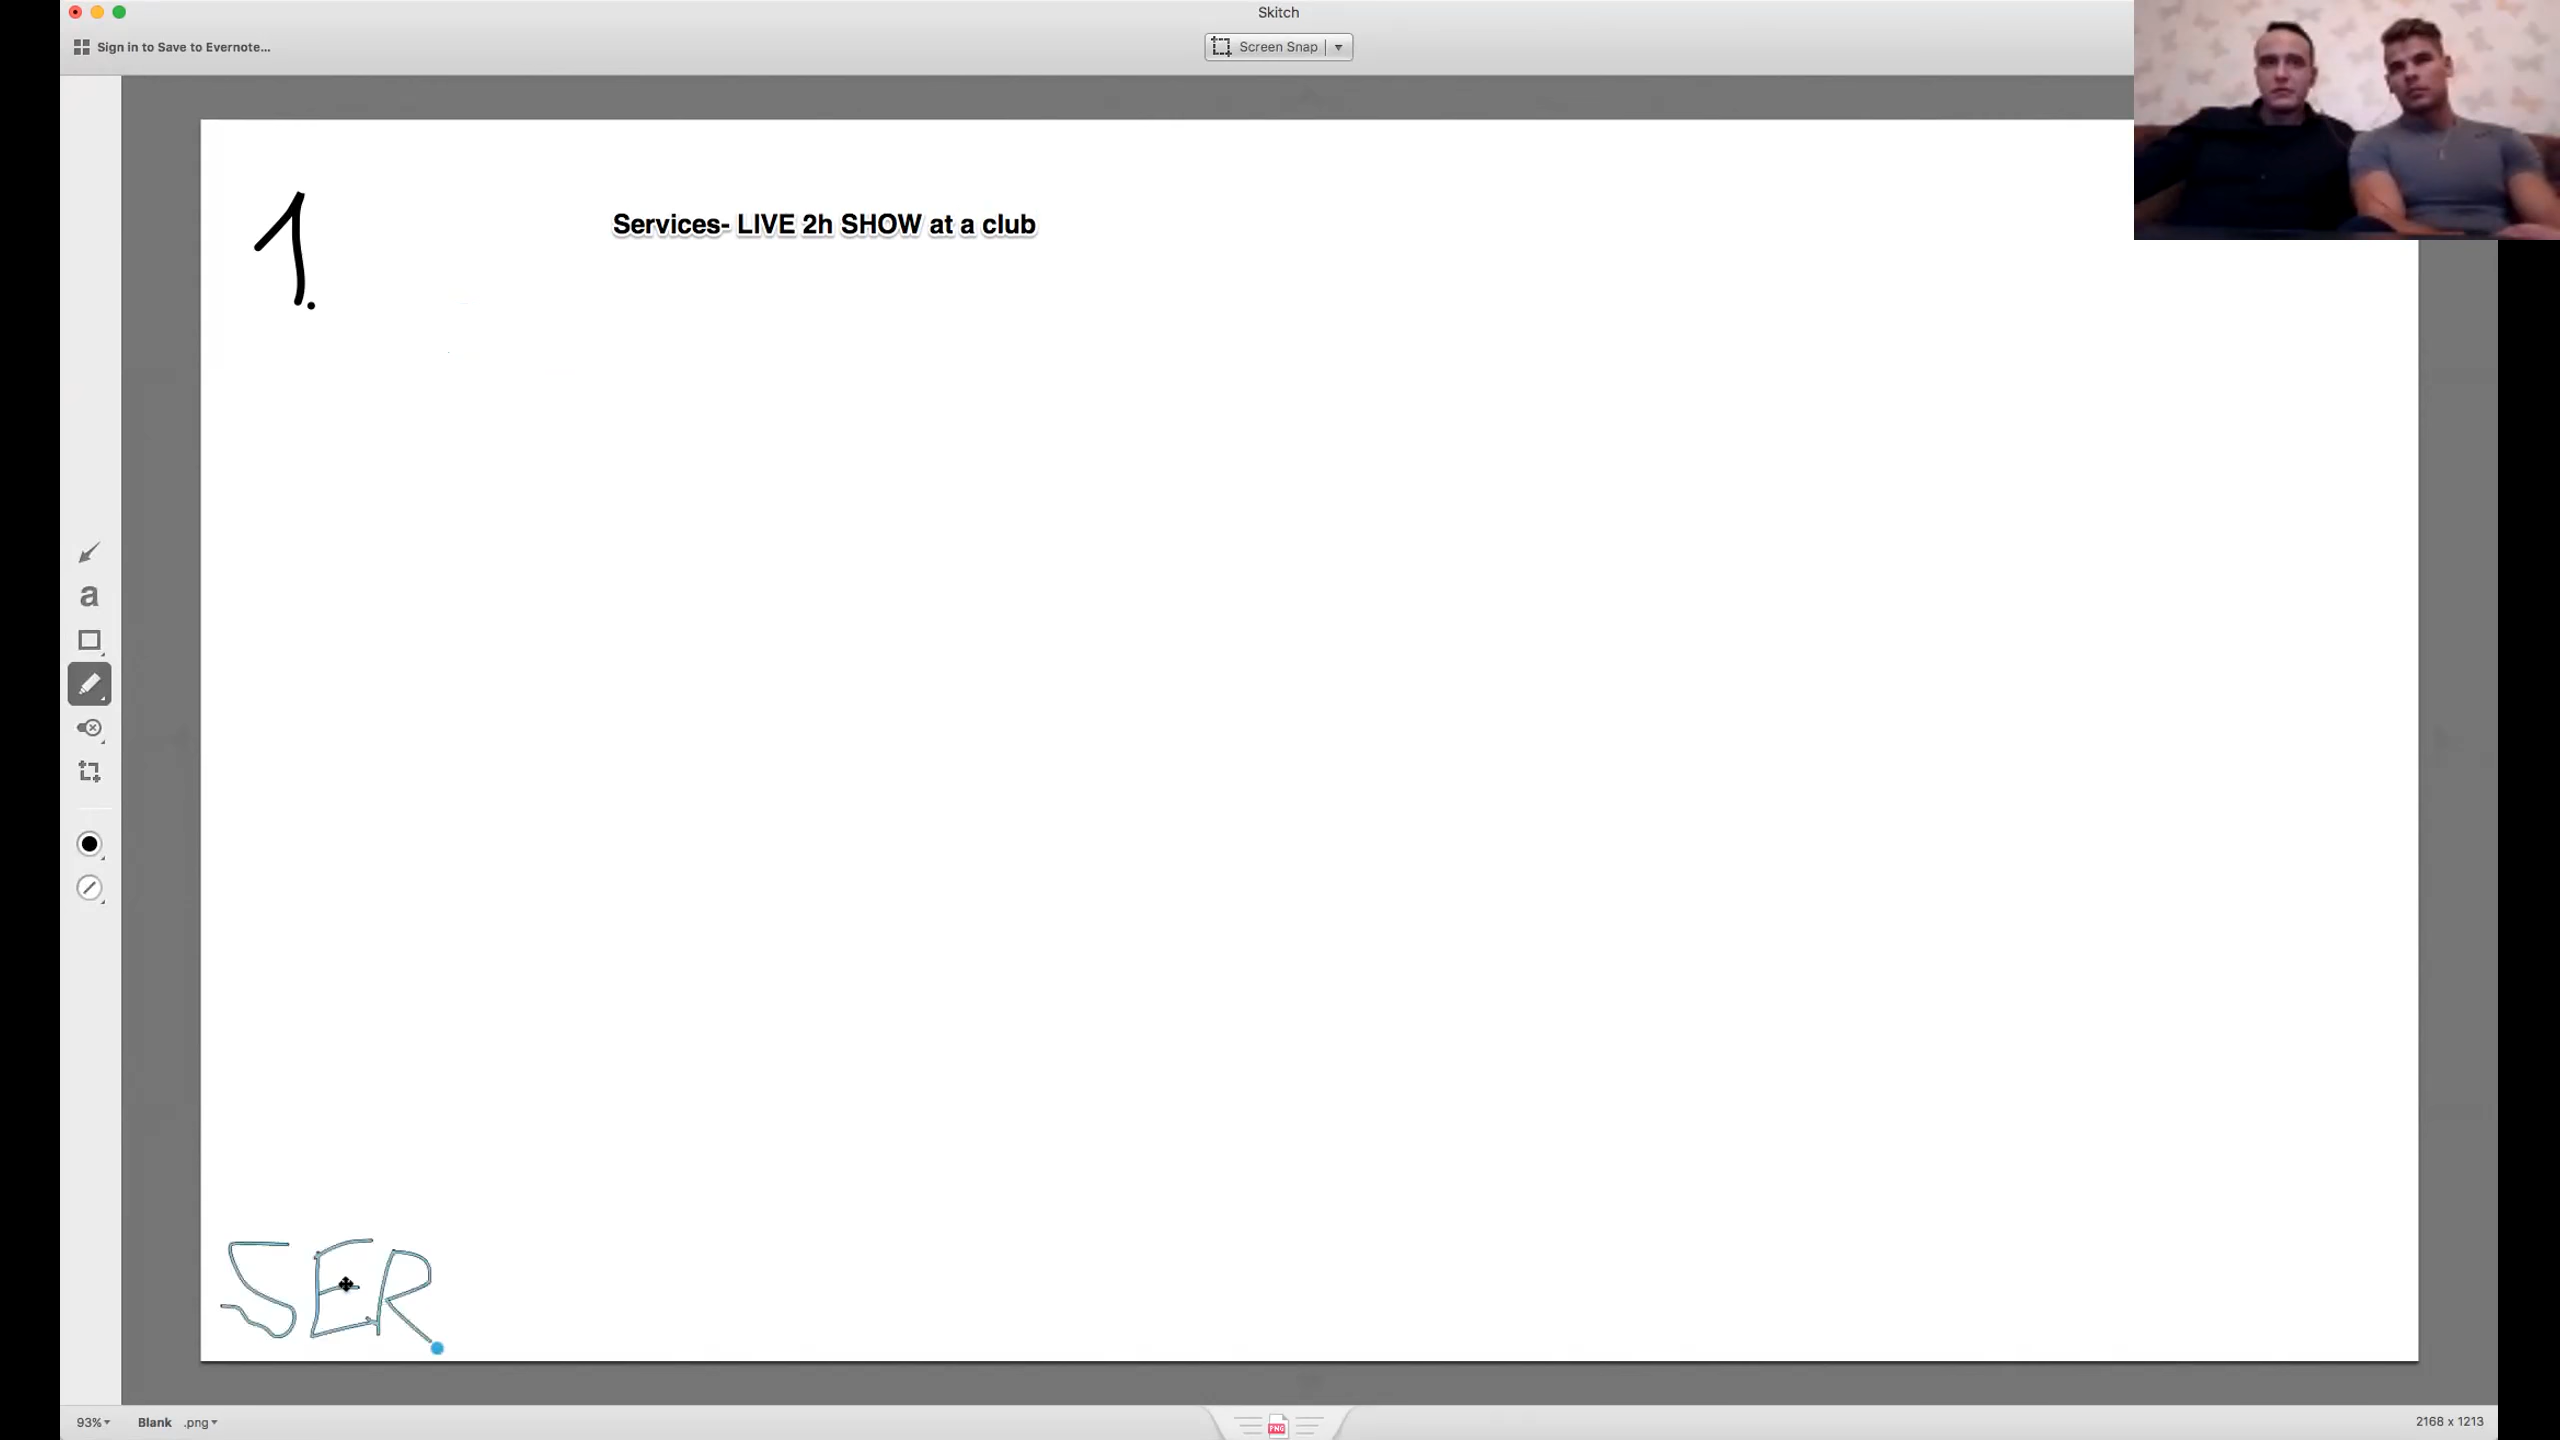 Skitch
Sign in to Save to Evernote...
Screen Snap
1.
Services- LIVE 2h SHOW at a club
a
SER
93%
Blank .png
PNG
2168 x 1213